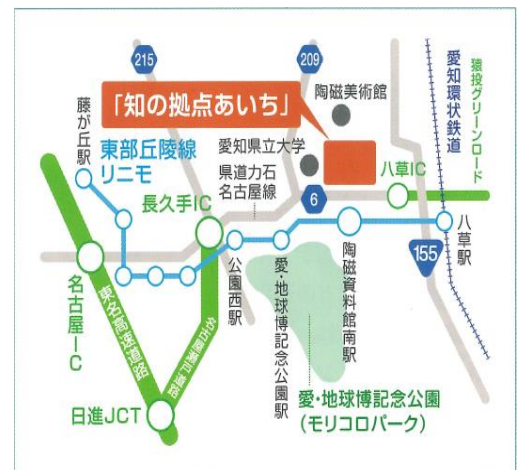 215
209
陶磁美術館
「知の拠点あいち」
藤が丘駅
東部丘陵線
リニモ
愛知県立大学
県道力石
名古屋線
愛知環状鉄道
猿投グリーンロード
八草IC
長久手IC
6
155
八草駅
公園西駅
愛・地球博記念公園駅
陶磁資料館南駅
名古屋IC
東名高速道路
名古屋瀬戸道路
日進JCT
愛・地球博記念公園
(モリコロパーク)